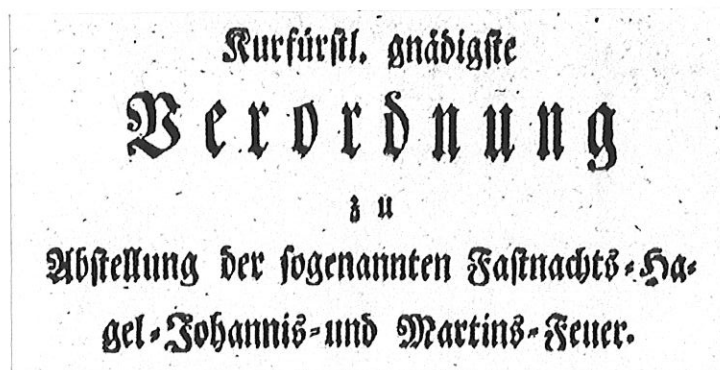 Kurfürstl. gnädigste
Verordnung
zu
Abstellung der sogenannten Fastnachts-Ha-
gel-Johannis-und Martins-Feuer.